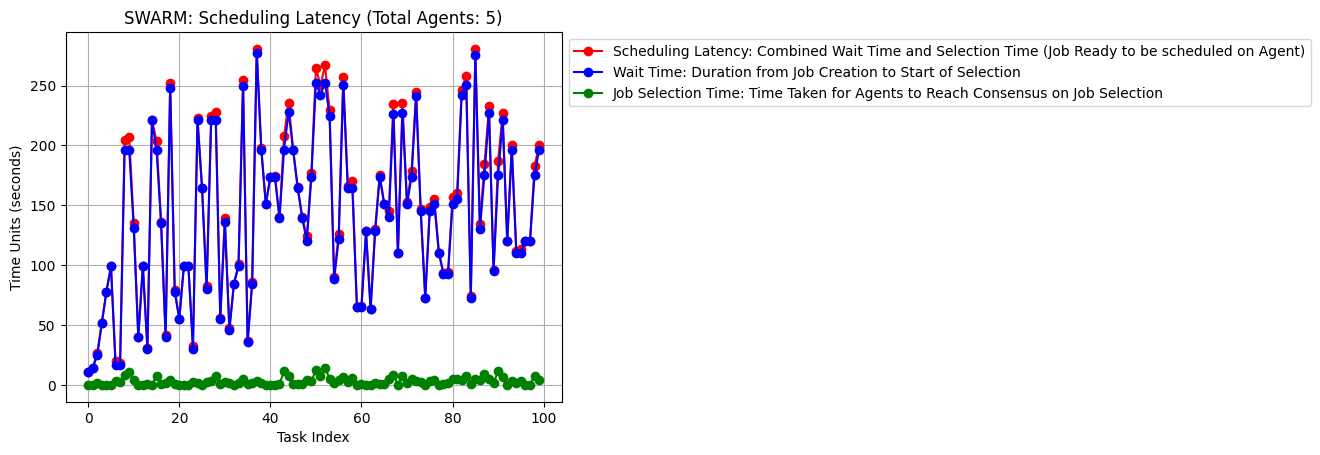 SWARM: Scheduling Latency (Total Agents: 5)
Scheduling Latency: Combined Wait Time and Selection Time (Job Ready to be scheduled on Agent)
Wait Time: Duration from Job Creation to Start of Selection
Job Selection Time: Time Taken for Agents to Reach Consensus on Job Selection
Time Units (seconds)
250
200
150
100
50
0
0 20 40 60 80 100
Task Index